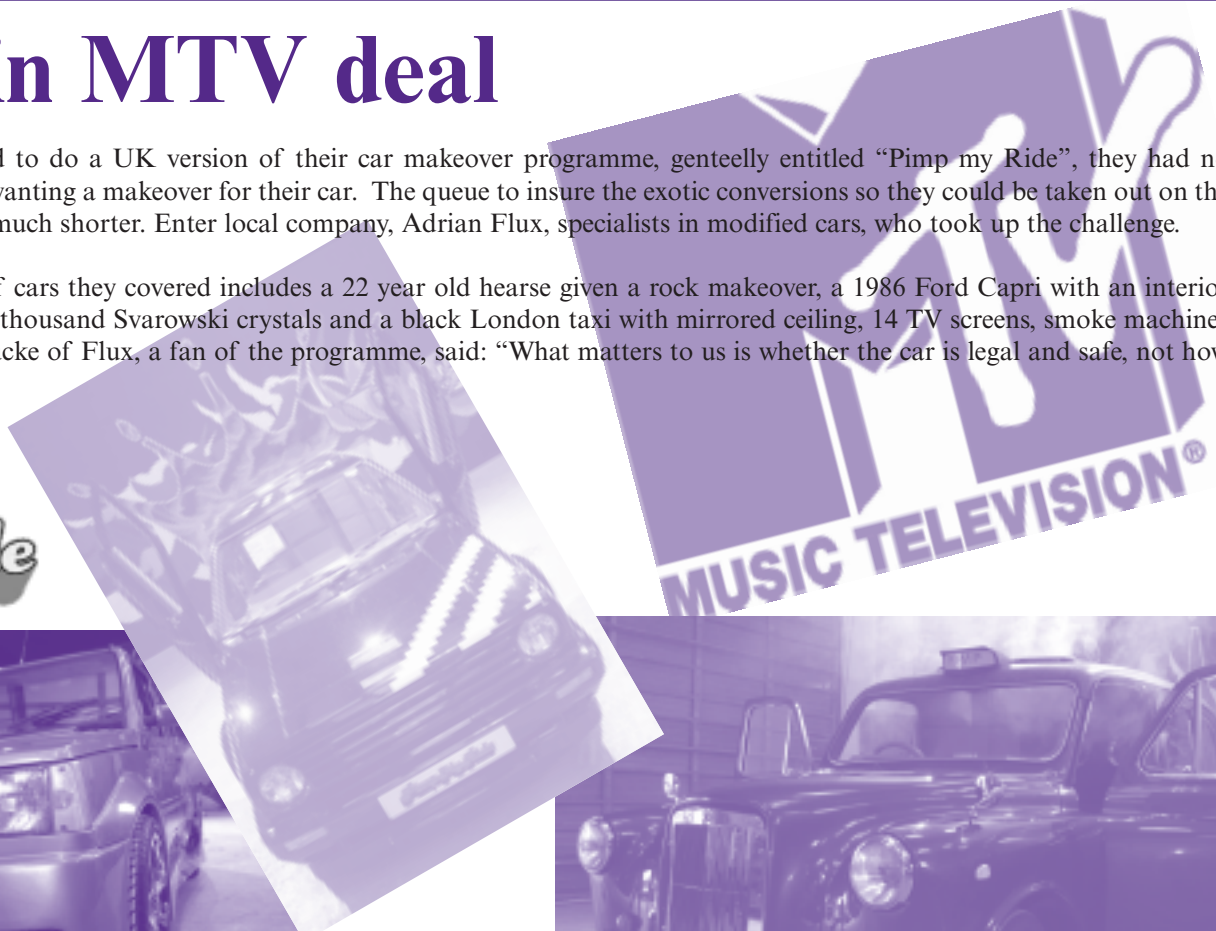 in MTV deal
to do a UK version of their car makeover programme, genteelly entitled “Pimp my Ride”, they had
wanting a makeover for their car. The queue to insure the exotic conversions so they could be taken out on
much shorter. Enter local company, Adrian Flux, specialists in modified cars, who took up the challenge.
cars they covered includes a 22 year old hearse given a rock makeover, a 1986 Ford Capri with an
thousand Svarowski crystals and a black London taxi with mirrored ceiling, 14 TV screens, smoke machine
of Flux, a fan of the programme, said: “What matters to us is whether the car is legal and safe, not
MTV
MUSIC TELEVISION®